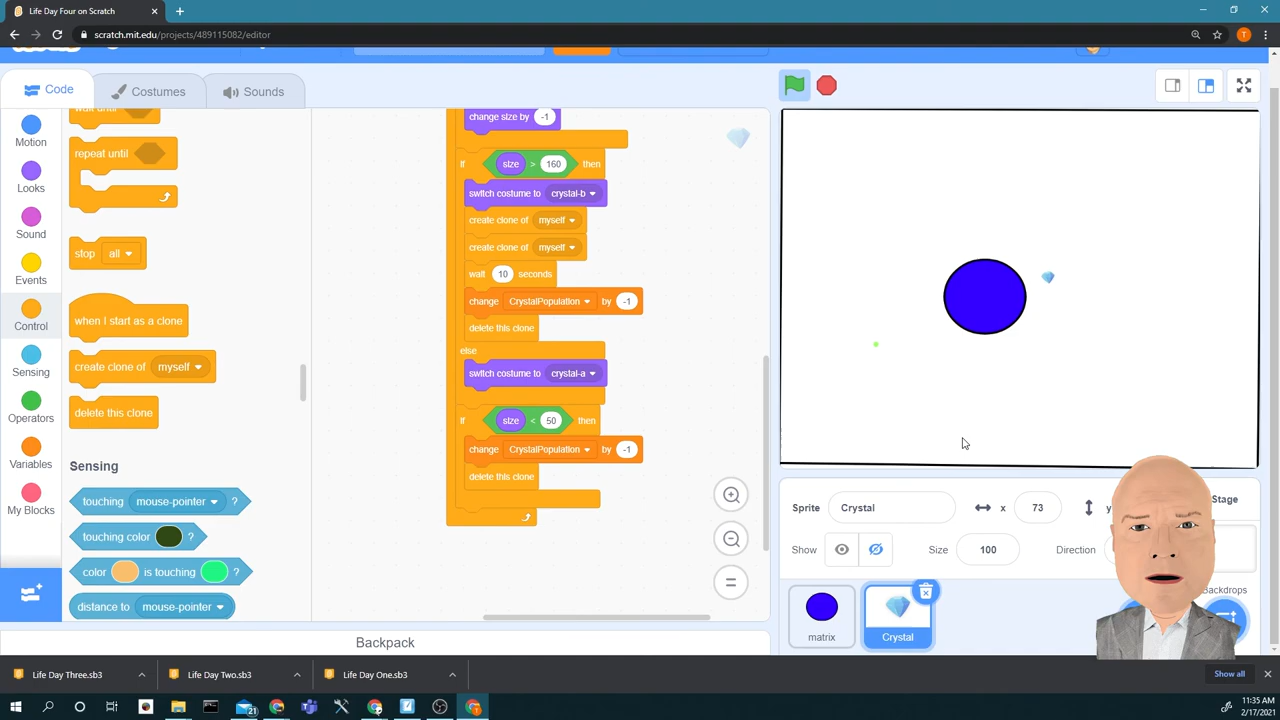 Life Day Four on Scratch
scratch.mit.edu/projects/489115082/editor
T
Code
Costumes
Sounds
Motion
Looks
Sound
Events
Control
Sensing
Operators
Variables
My Blocks
wait until
repeat until
stop all
when I start as a clone
create clone of myself
delete this clone
Sensing
touching mouse-pointer ?
touching color ?
color is touching ?
distance to mouse-pointer
change size by -1
if size > 160 then
switch costume to crystal-b
create clone of myself
create clone of myself
wait 10 seconds
change CrystalPopulation by -1
delete this clone
else
switch costume to crystal-a
if size < 50 then
change CrystalPopulation by -1
delete this clone
Backpack
Sprite Crystal x 73 y
Show Size 100 Direction
Stage
Backdrops
matrix
Crystal
Life Day Three.sb3
Life Day Two.sb3
Life Day One.sb3
Show all
21
11:35 AM
2/17/2021